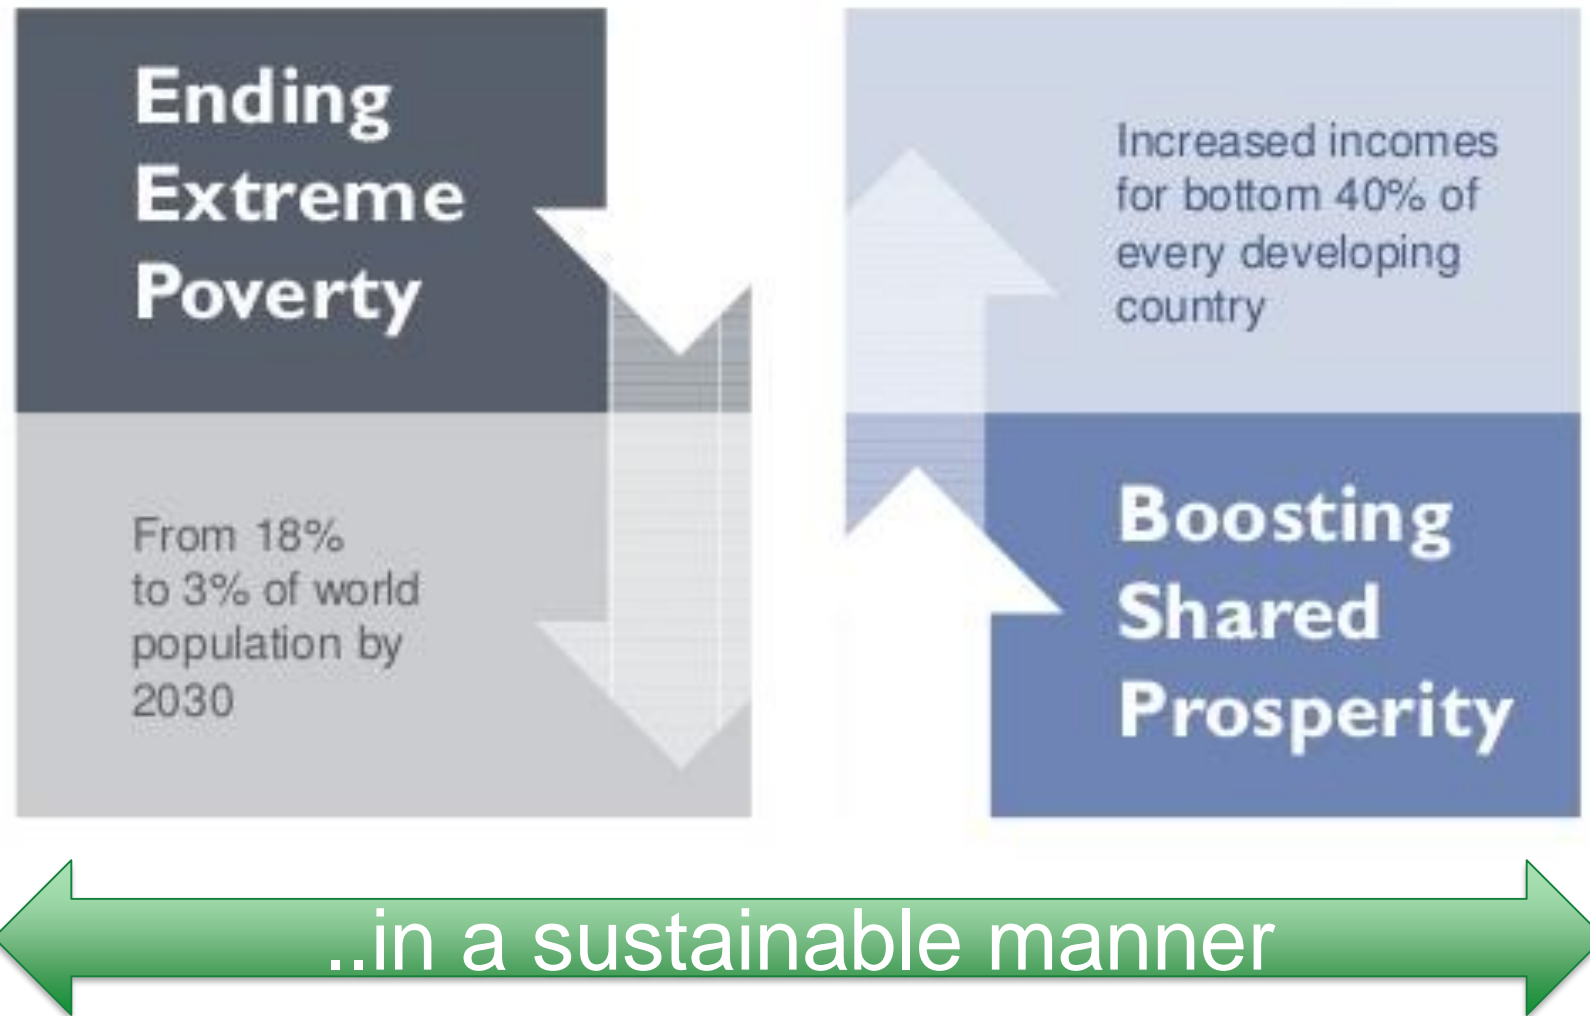 Ending
Extreme
Poverty
From 18%
to 3% of world
population by
2030
Increased incomes
for bottom 40% of
every developing
country
Boosting
Shared
Prosperity
..in a sustainable manner